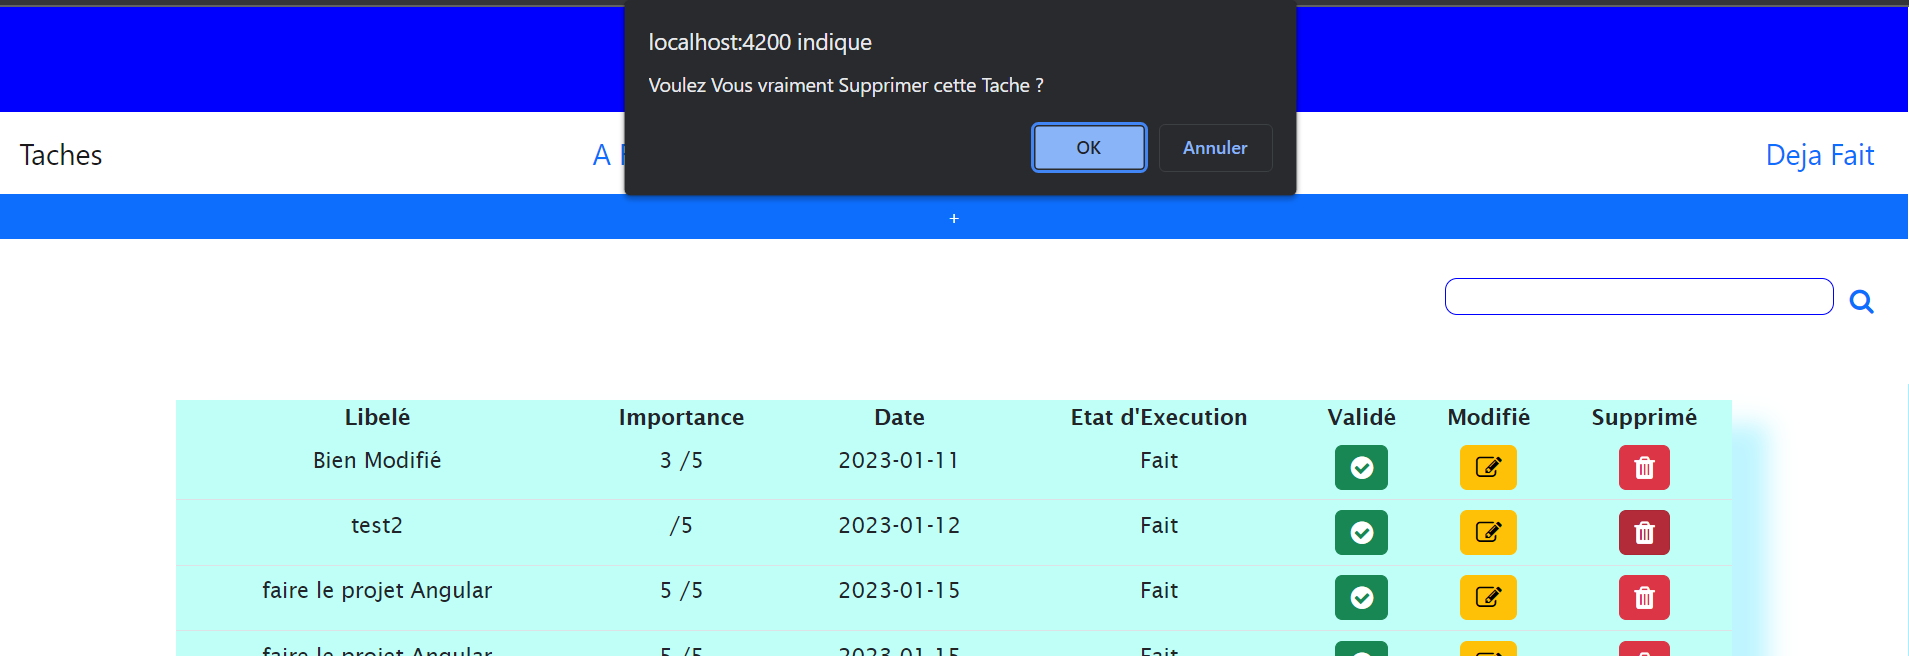 localhost:4200 indique
Voulez Vous vraiment Supprimer cette Tache ?
OK Annuler
Taches A Deja Fait
+
Libelé Importance Date Etat d'Execution Validé Modifié Supprimé
Bien Modifié 3 /5 2023-01-11 Fait
test2 /5 2023-01-12 Fait
faire le projet Angular 5 /5 2023-01-15 Fait
faire le projet Angular 5 /5 2023-01-15 Fait